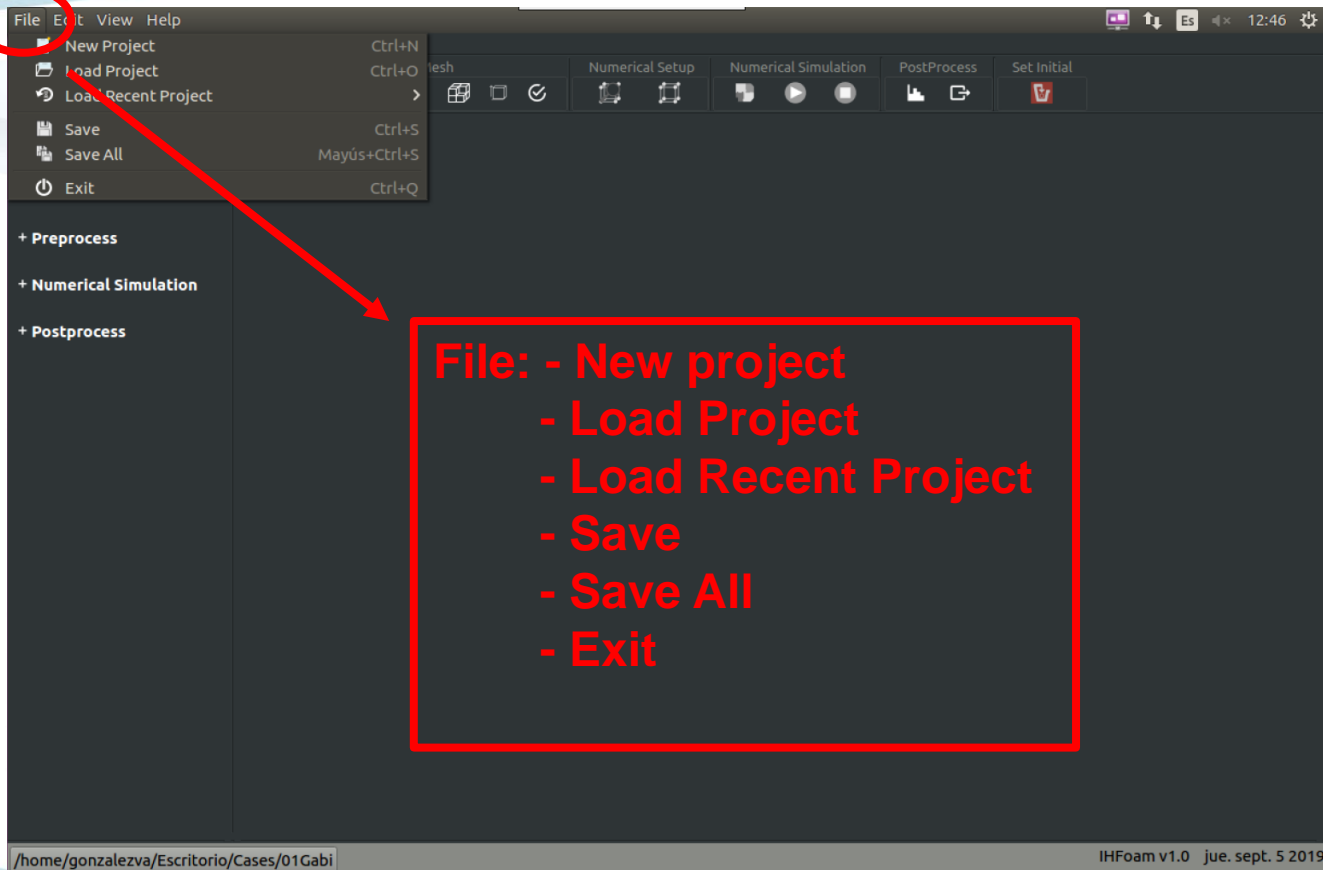 File Edit View Help
Es
12:46
New Project Ctrl+N
Load Project Ctrl+O
Load Recent Project
Save Ctrl+S
Save All Mayús+Ctrl+S
Exit Ctrl+Q
Numerical Setup Numerical Simulation PostProcess Set Initial
+ Preprocess
+ Numerical Simulation
+ Postprocess
File: - New project
- Load Project
- Load Recent Project
- Save
- Save All
- Exit
/home/gonzalezva/Escritorio/Cases/01Gabi
IHFoam v1.0 jue. sept. 5 2019